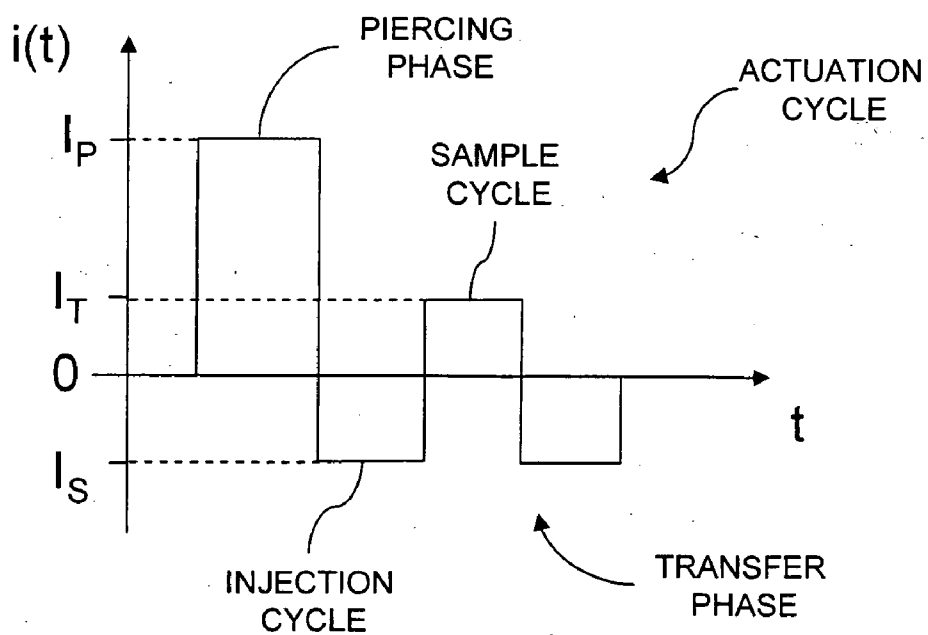 i(t)
PIERCING
PHASE
ACTUATION
CYCLE
I_P
SAMPLE
CYCLE
I_T
0
t
I_S
INJECTION
CYCLE
TRANSFER
PHASE